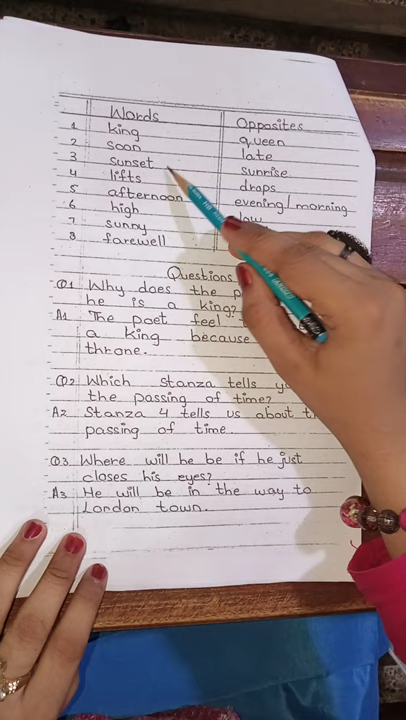 Words Opposites
1 king queen
2 soon late
3 sunset sunrise
4 lifts drops
5 afternoon evening/morning
6 high low
7 sunny
8 farewell
Questions
Q1 Why does the
he is a king?
A1 The poet feel
a king because
throne.
Q2 Which stanza tells
the passing of time?
A2 Stanza 4 tells us about
passing of time.
Q3 Where will he be if he just
closes his eyes?
A3 He will be in the way to
London town.